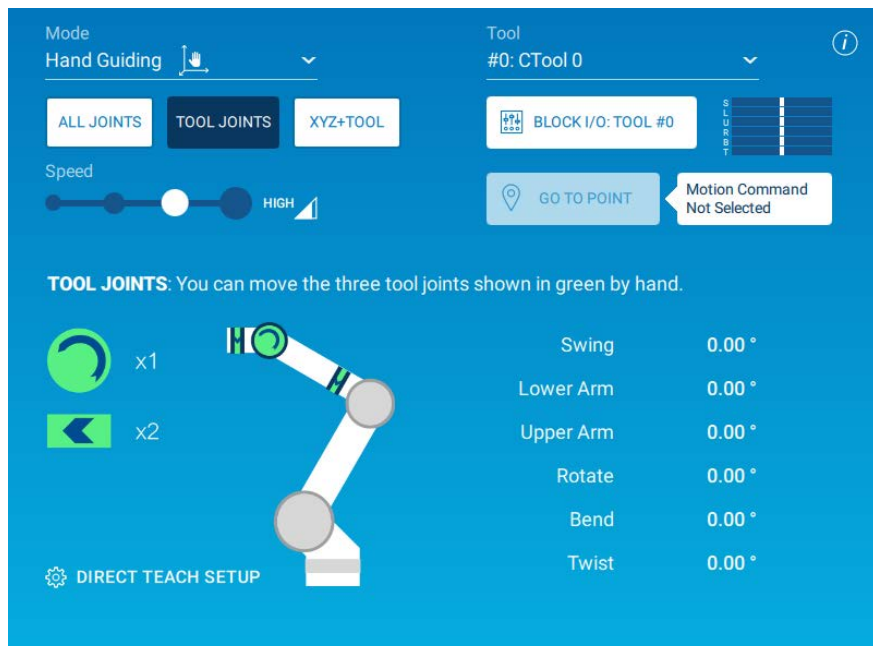 Mode
Hand Guiding
Tool
#0: CTool 0
i
ALL JOINTS
TOOL JOINTS
XYZ+TOOL
BLOCK I/O: TOOL #0
S
L
U
R
B
T
Speed
HIGH
GO TO POINT
Motion Command
Not Selected
TOOL JOINTS: You can move the three tool joints shown in green by hand.
x1
x2
Swing 0.00 °
Lower Arm 0.00 °
Upper Arm 0.00 °
Rotate 0.00 °
Bend 0.00 °
Twist 0.00 °
DIRECT TEACH SETUP